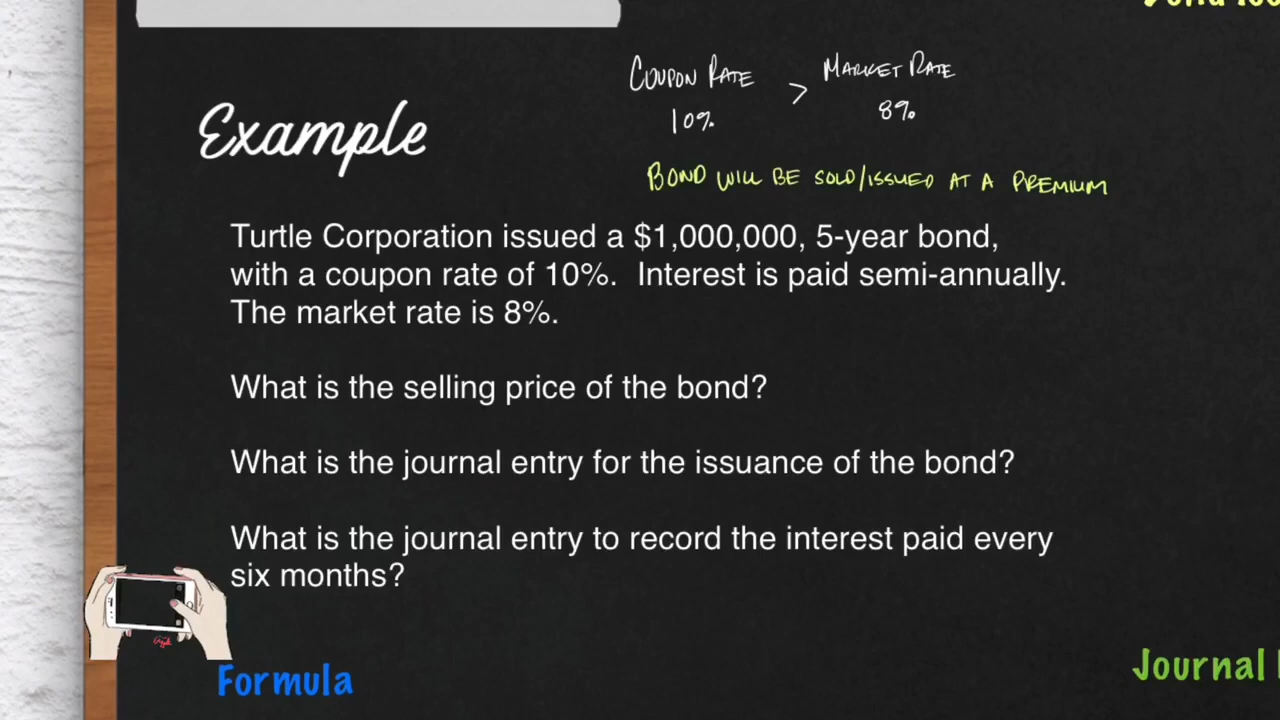 COUPON RATE > MARKET RATE
10% 8%
Example
BOND WILL BE SOLD/ISSUED AT A PREMIUM
Turtle Corporation issued a $1,000,000, 5-year bond,
with a coupon rate of 10%. Interest is paid semi-annually.
The market rate is 8%.
What is the selling price of the bond?
What is the journal entry for the issuance of the bond?
What is the journal entry to record the interest paid every
six months?
Formula
Journal